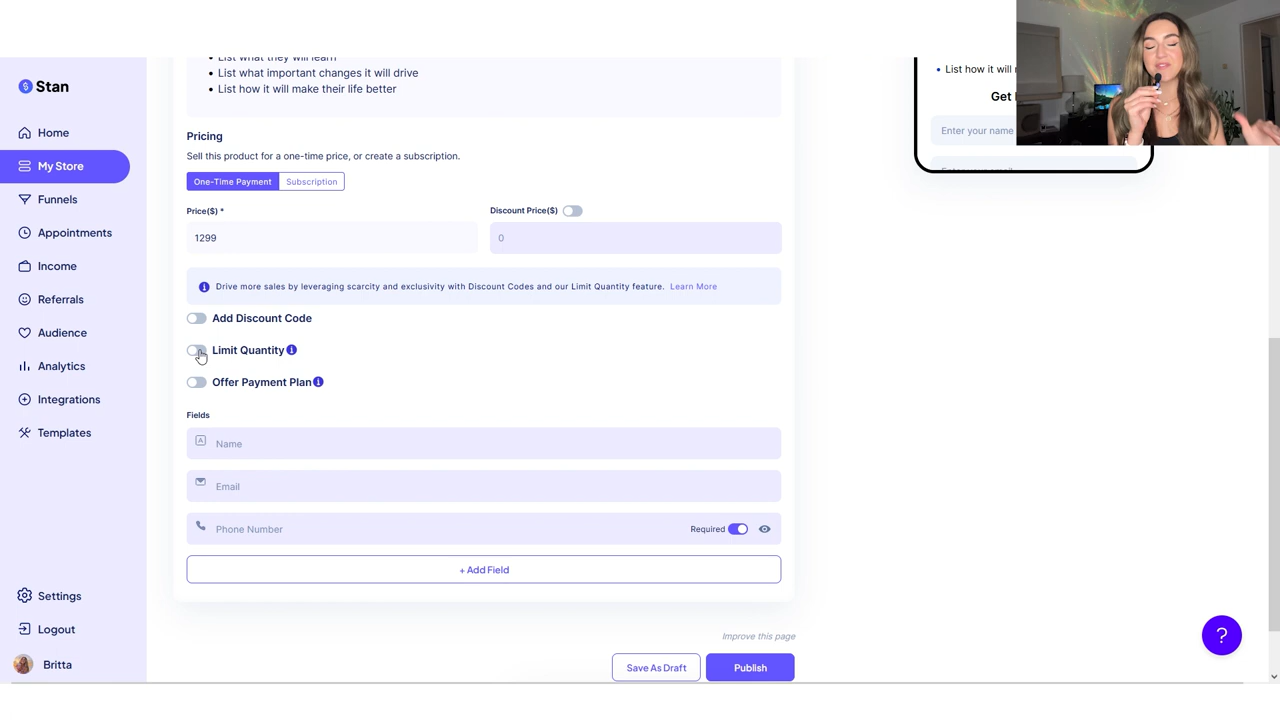 List what they will learn
List what important changes it will drive
List how it will make their life better
Stan
Home
My Store
Funnels
Appointments
Income
Referrals
Audience
Analytics
Integrations
Templates
Settings
Logout
Britta
Pricing
Sell this product for a one-time price, or create a subscription.
One-Time Payment
Subscription
Price($) *
Discount Price($)
1299
0
Drive more sales by leveraging scarcity and exclusivity with Discount Codes and our Limit Quantity feature. Learn More
Add Discount Code
Limit Quantity
Offer Payment Plan
Fields
Name
Email
Phone Number
Required
+ Add Field
Improve this page
Save As Draft
Publish
List how it will
Get
Enter your name
Enter your email
?